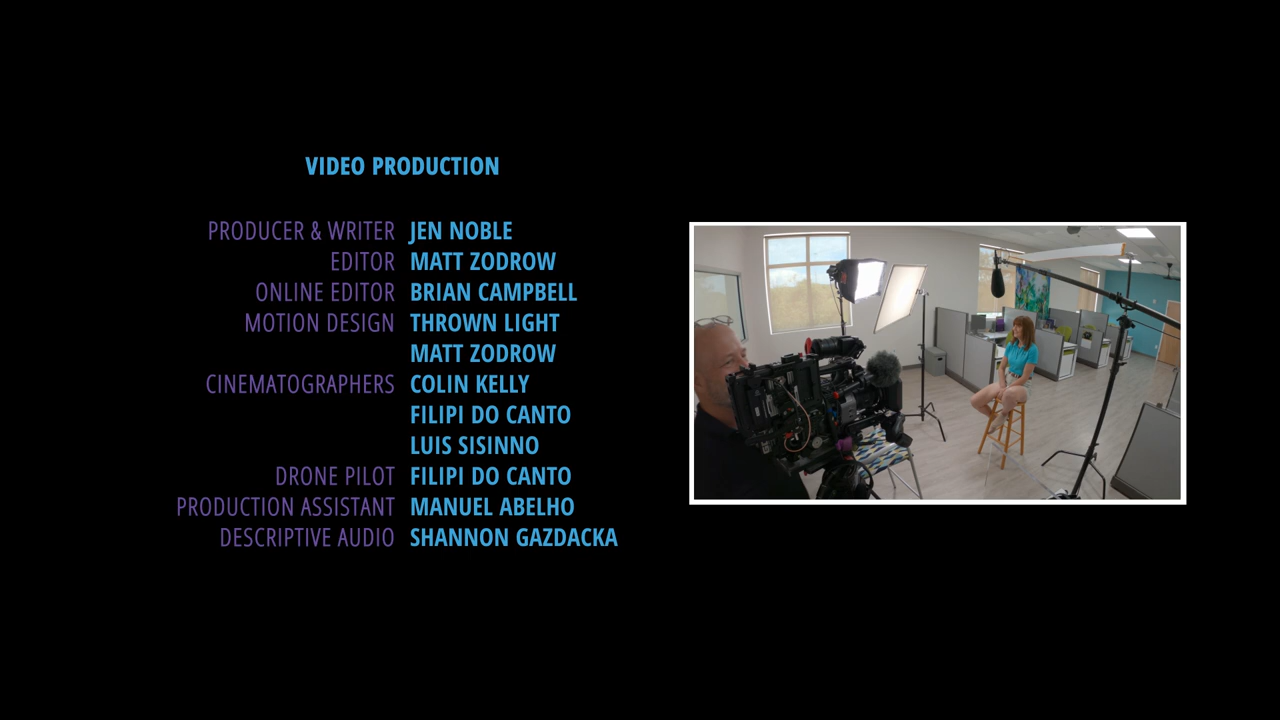 VIDEO PRODUCTION
PRODUCER & WRITER JEN NOBLE
EDITOR MATT ZODROW
ONLINE EDITOR BRIAN CAMPBELL
MOTION DESIGN THROWN LIGHT
MATT ZODROW
CINEMATOGRAPHERS COLIN KELLY
FILIPI DO CANTO
LUIS SISINNO
DRONE PILOT FILIPI DO CANTO
PRODUCTION ASSISTANT MANUEL ABELHO
DESCRIPTIVE AUDIO SHANNON GAZDACKA